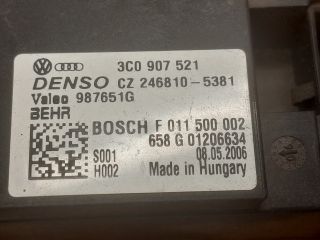 3C0 907 521
DENSO CZ 246810-5381
Valeo 987651G
BEHR
BOSCH F 011 500 002
658 G 01206634
S001 08.05.2006
H002 Made in Hungary